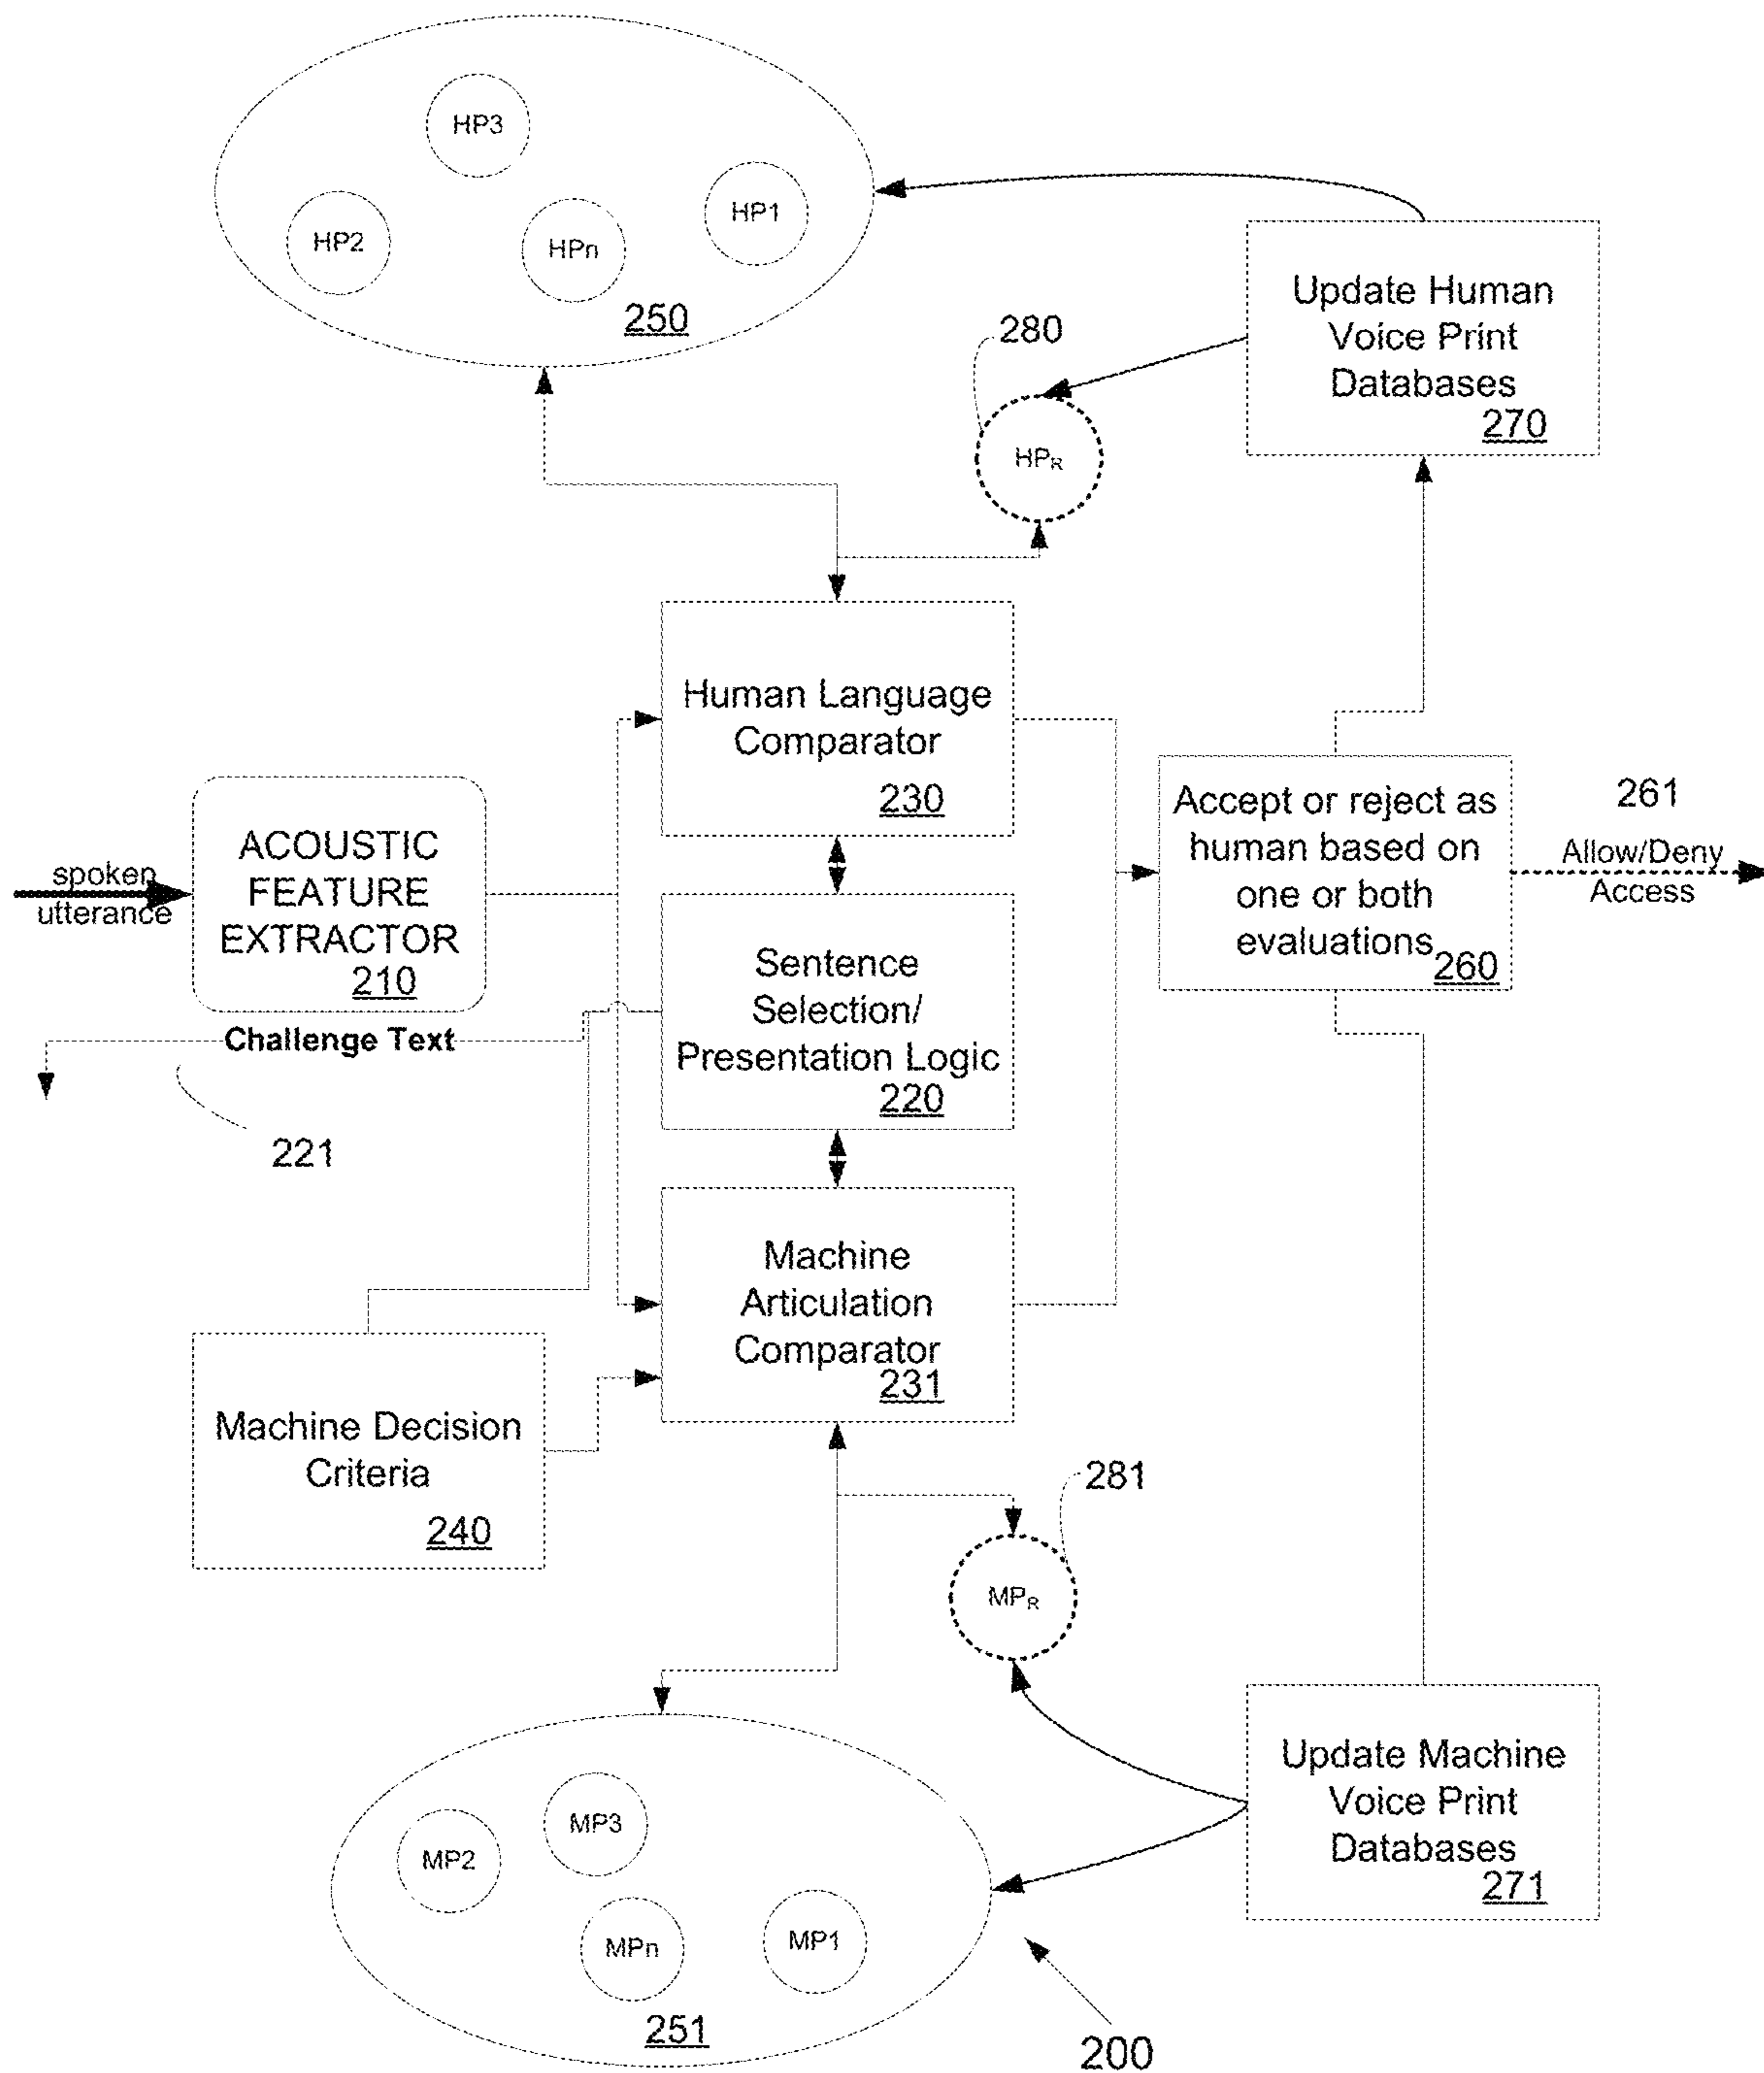 HP3
HP1
HP2
HPn
250
Update Human
Voice Print
Databases
270
280
HPR
Human Language
Comparator
230
261
Accept or reject as
human based on
one or both
evaluations
260
Allow/Deny
Access
spoken
utterance
ACOUSTIC
FEATURE
EXTRACTOR
210
Sentence
Selection/
Presentation Logic
220
Challenge Text
221
Machine
Articulation
Comparator
231
Machine Decision
Criteria
240
281
MPR
Update Machine
Voice Print
Databases
271
MP3
MP2
MPn
MP1
251
200